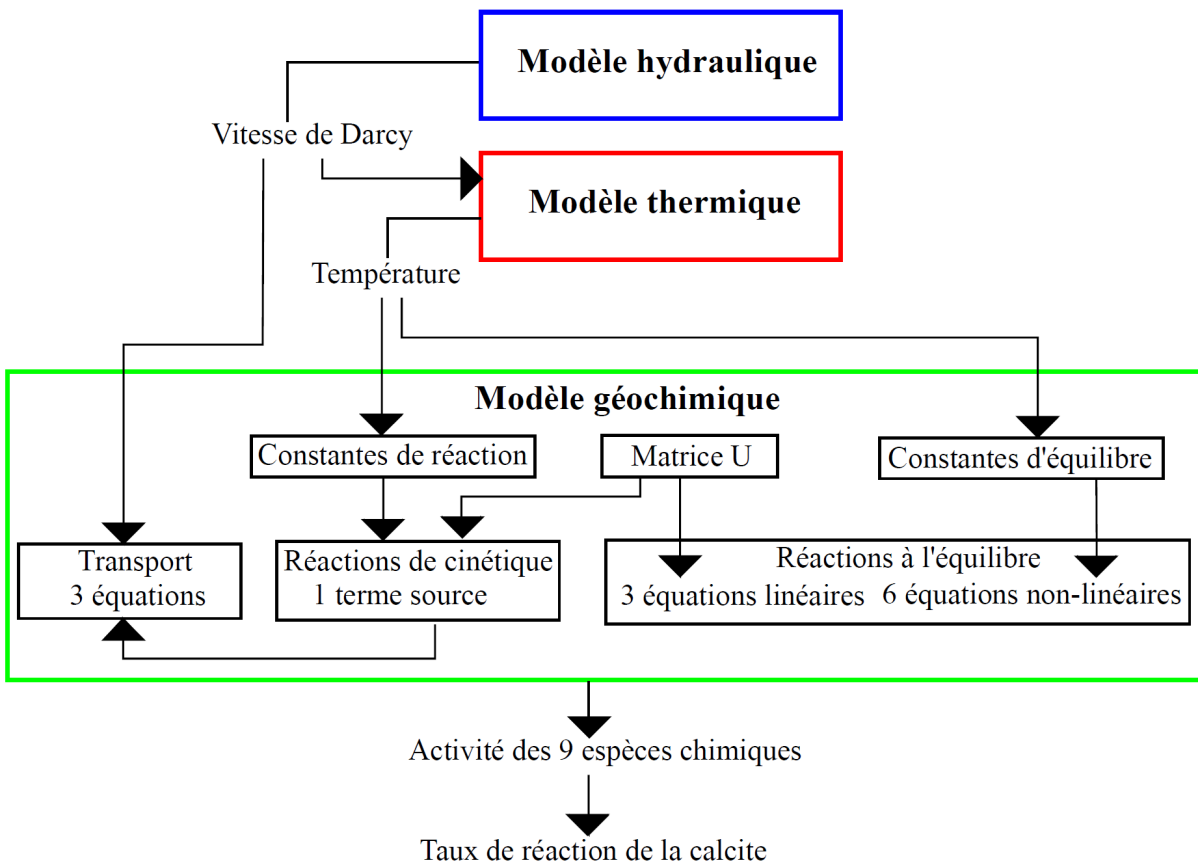 Modèle hydraulique
Vitesse de Darcy
Modèle thermique
Température
Modèle géochimique
Constantes de réaction
Matrice U
Constantes d'équilibre
Transport
3 équations
Réactions de cinétique
1 terme source
Réactions à l'équilibre
3 équations linéaires
6 équations non-linéaires
Activité des 9 espèces chimiques
Taux de réaction de la calcite